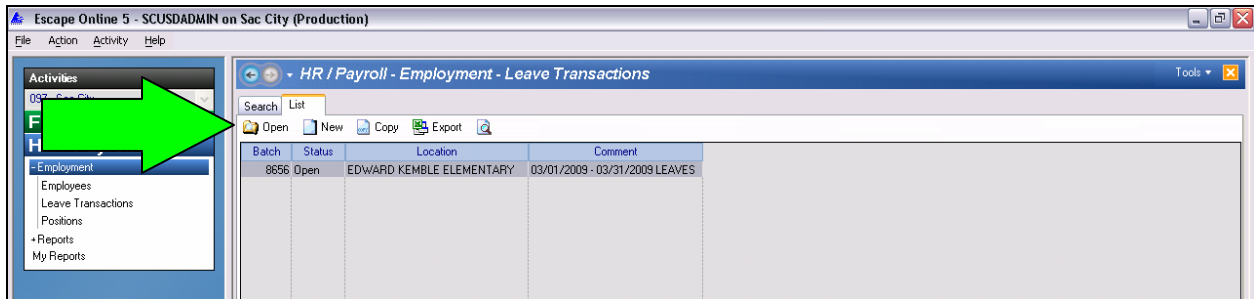 Escape Online 5 - SCUSDADMIN on Sac City (Production)
File Action Activity Help
Activities
HR / Payroll - Employment - Leave Transactions
Tools
Search List
Open New Copy Export
Batch Status Location Comment
8656 Open EDWARD KEMBLE ELEMENTARY 03/01/2009 - 03/31/2009 LEAVES
- Employment
Employees
Leave Transactions
Positions
+ Reports
My Reports